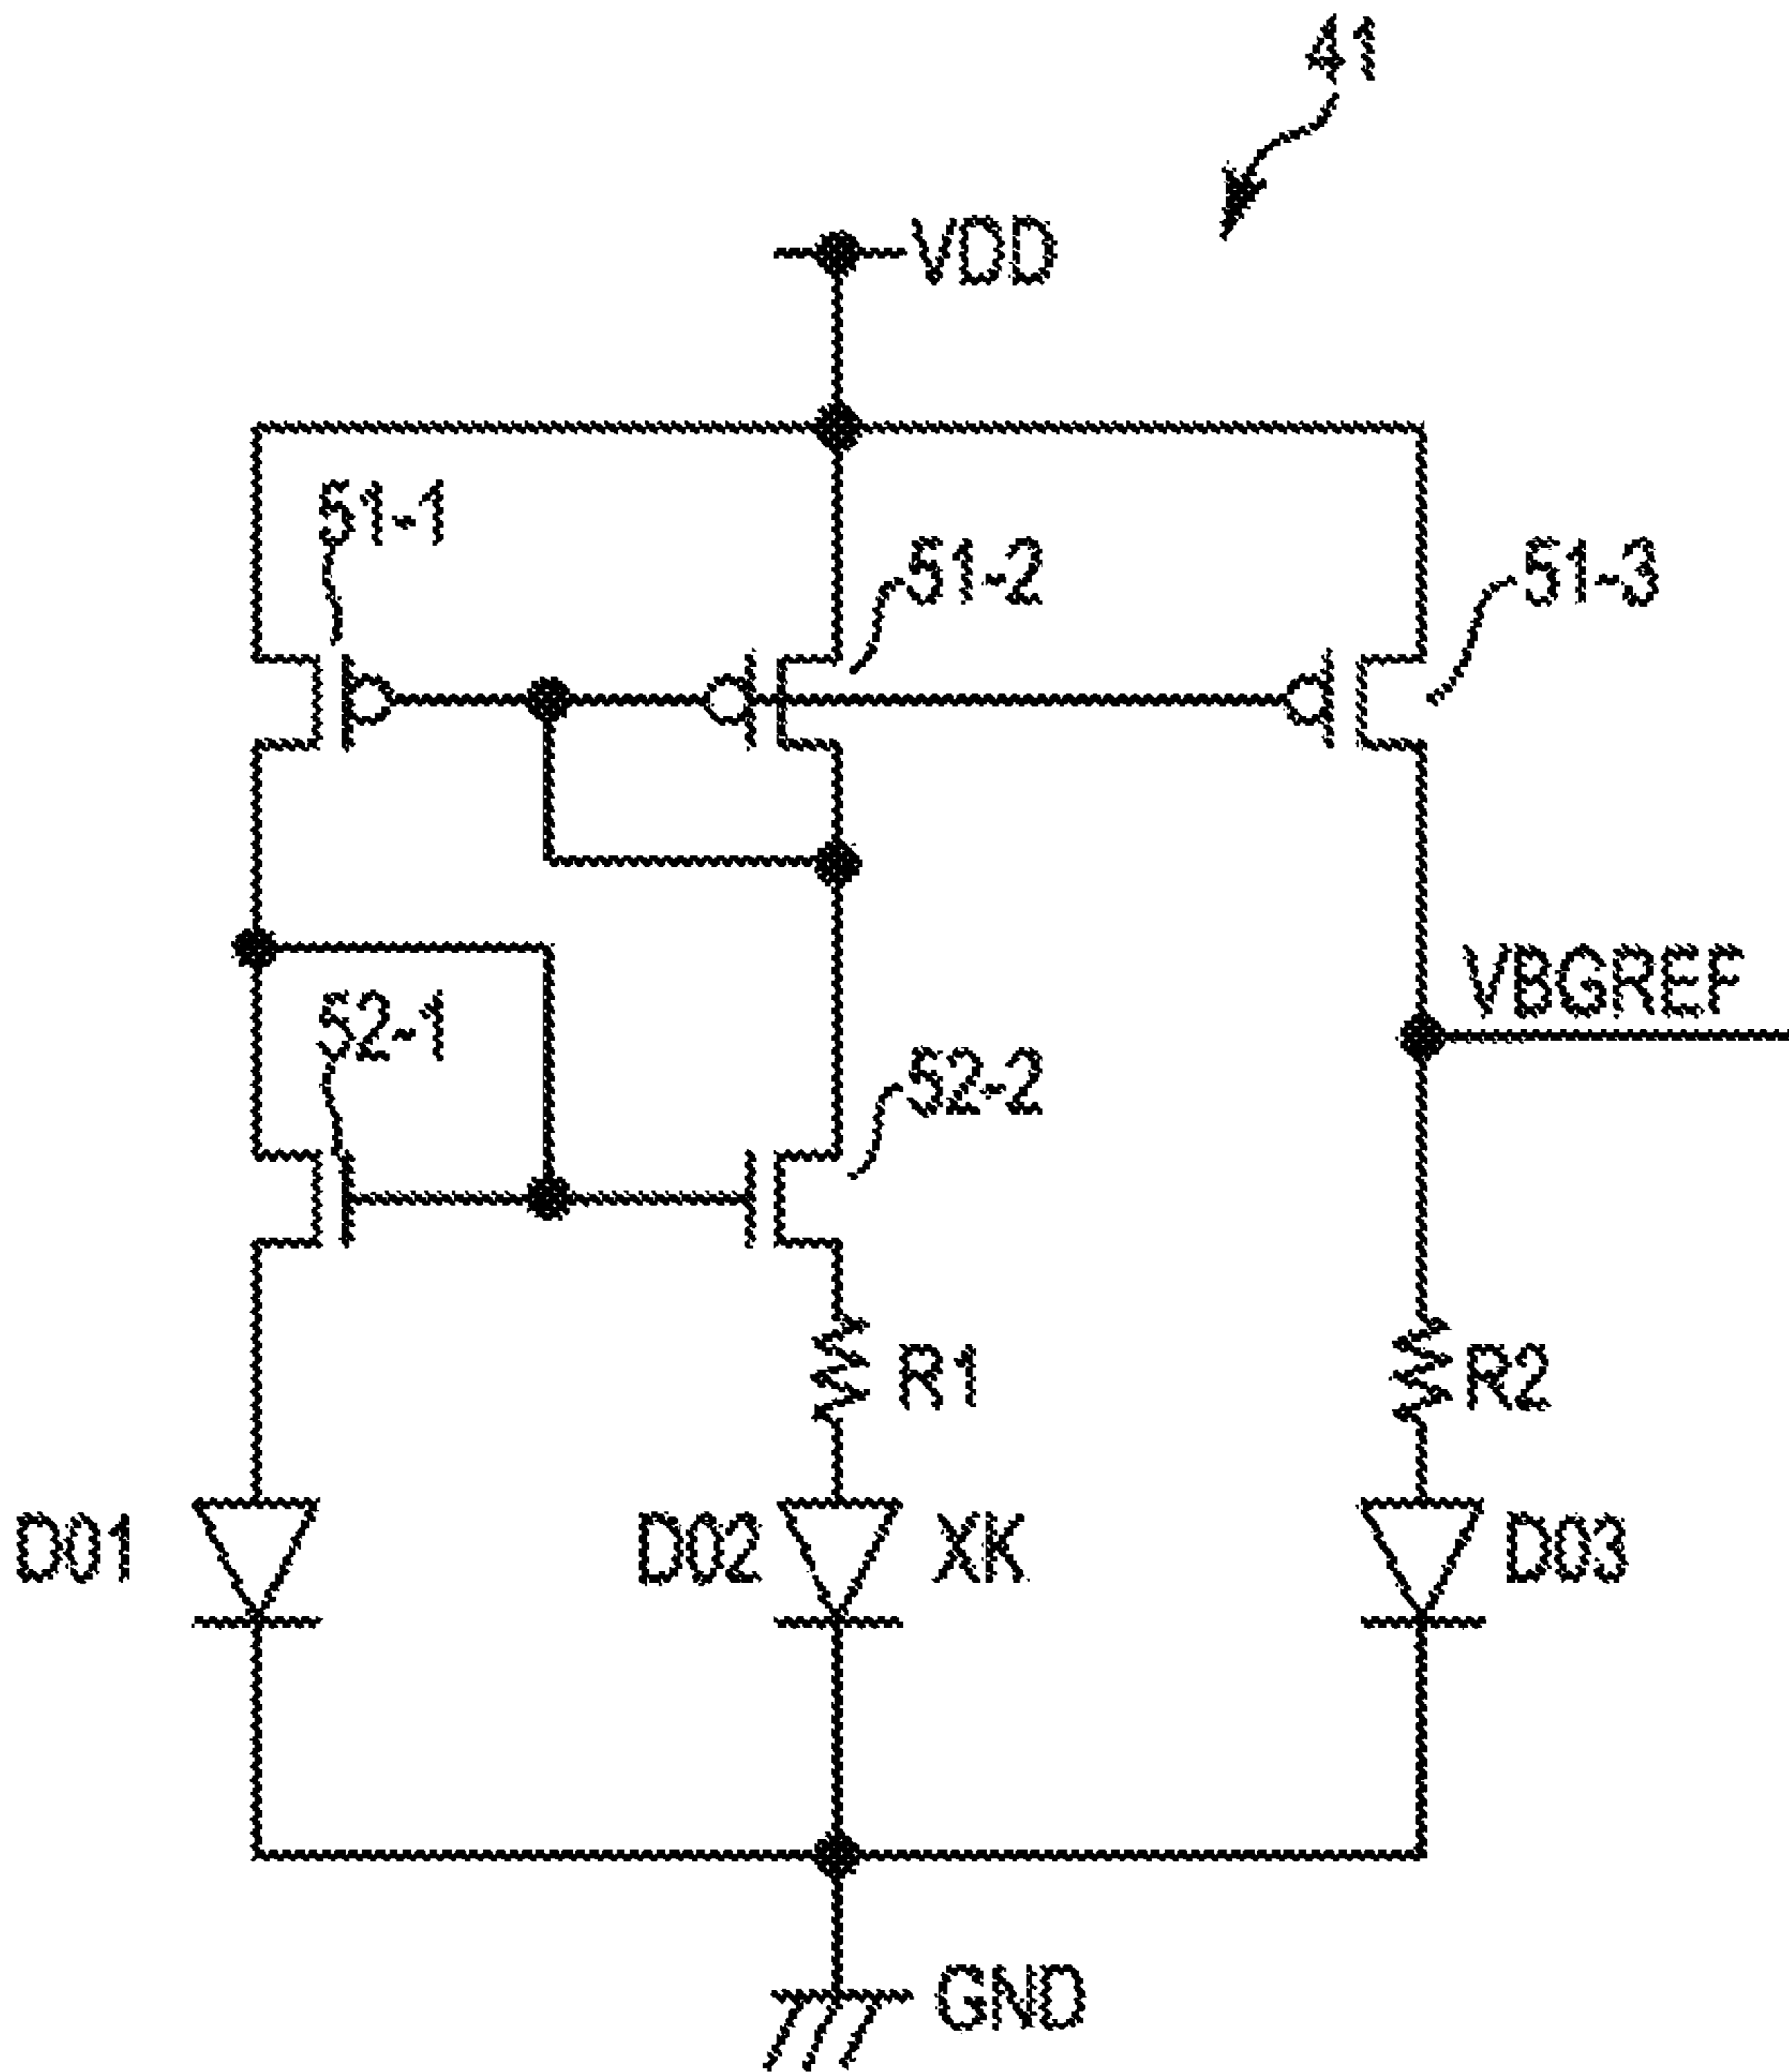 41
VDD
51-1
51-2
51-3
VBGREF
52-1
52-2
R1
R2
D01
D02
XK
D03
GND